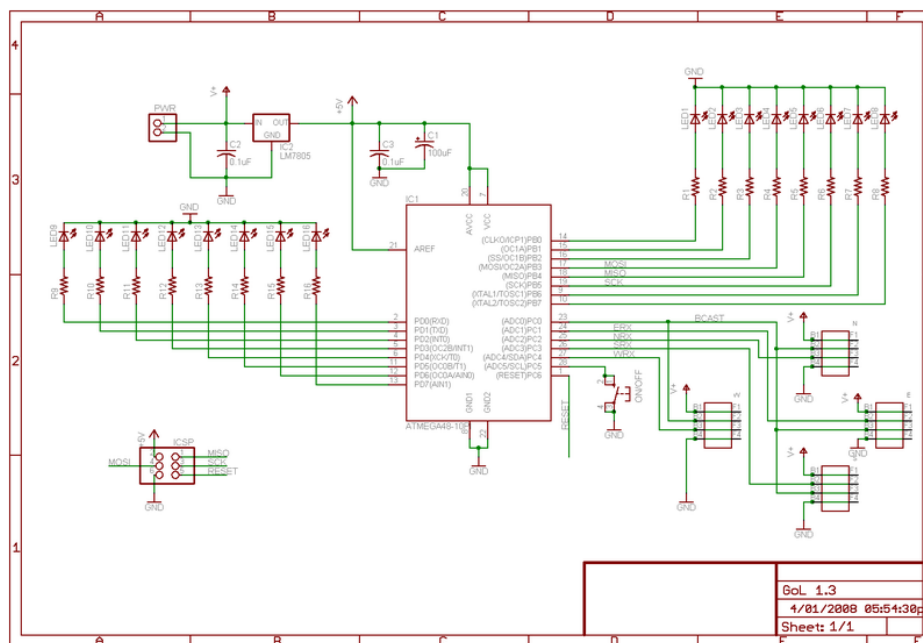 A B C D E F
4
3
2
1
PWR
1
2
V+
IN OUT
GND
IC2
LM7805
C2
0.1uF
GND
+5V
C3
0.1uF
C1
100uF
GND
GND
LED1 LED2 LED3 LED4 LED5 LED6 LED7 LED8
R1 R2 R3 R4 R5 R6 R7 R8
GND
LED9 LED10 LED11 LED12 LED13 LED14 LED15 LED16
R9 R10 R11 R12 R13 R14 R15 R16
IC1
20 7
AVCC VCC
21 AREF
(CLKO/ICP1)PB0 14
(OC1A)PB1 15
(SS/OC1B)PB2 16
(MOSI/OC2A)PB3 17 MOSI
(MISO)PB4 18 MISO
(SCK)PB5 19 SCK
(XTAL1/TOSC1)PB6 9
(XTAL2/TOSC2)PB7 10
2 PD0(RXD)
3 PD1(TXD)
4 PD2(INT0)
5 PD3(OC2B/INT1)
6 PD4(XCK/T0)
11 PD5(OC0B/T1)
12 PD6(OC0A/AIN0)
13 PD7(AIN1)
(ADC0)PC0 23 BCAST
(ADC1)PC1 24 ERX
(ADC2)PC2 25 NRX
(ADC3)PC3 26 SRX
(ADC4/SDA)PC4 27 WRX
(ADC5/SCL)PC5 28
(RESET)PC6 1
GND1 GND2
22
GND
RESET
ON/OFF
GND
V+
GND
V+
N
GND
V+
E
GND
V+
GND
+5V
ICSP
MOSI
MISO
SCK
RESET
GND
GoL 1.3
4/01/2008 05:54:30p
Sheet: 1/1
A B C D E F